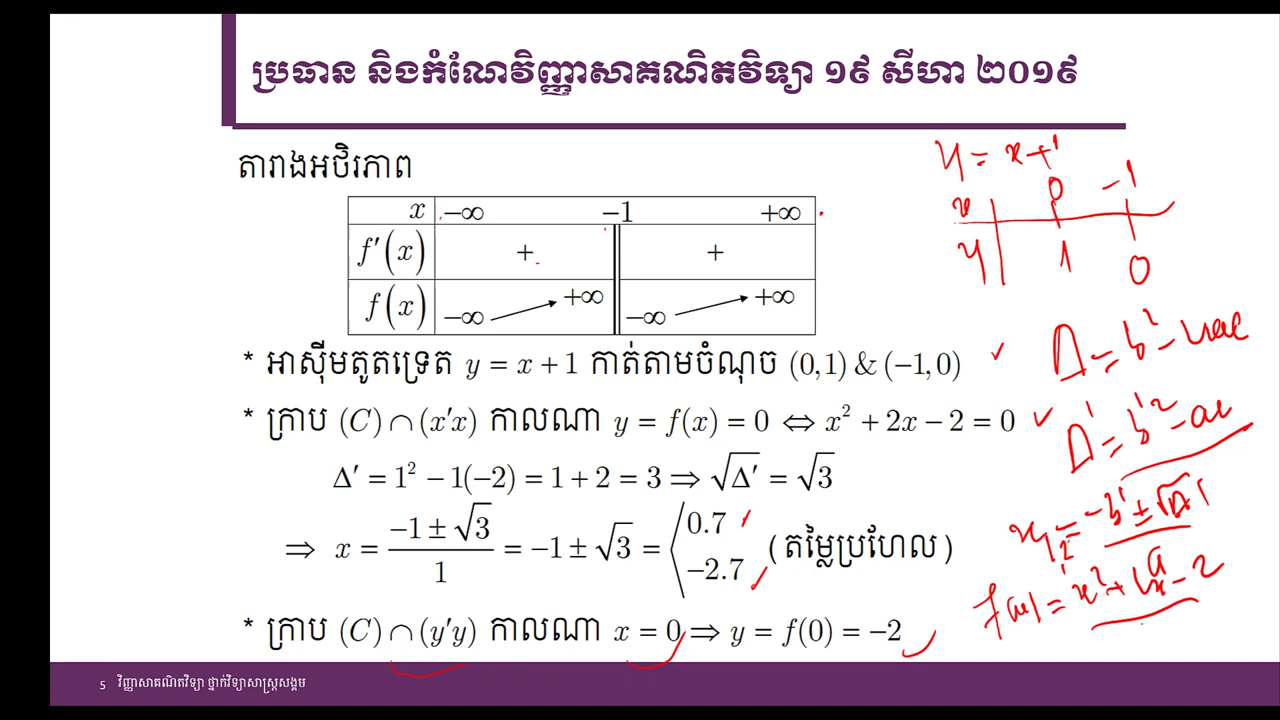 ប្រធាន និងកំណែវិញ្ញាសាគណិតវិទ្យា ១៩ សីហា ២០១៩
តារាងអថិរភាព
x −∞ −1 +∞
f′(x) + +
f(x) −∞ +∞ −∞ +∞
* អាស៊ីមតូតទ្រេត y = x + 1 កាត់តាមចំណុច (0,1) & (−1,0)
* ក្រាប (C) ∩ (x′x) កាលណា y = f(x) = 0 ⇔ x² + 2x − 2 = 0
Δ′ = 1² − 1(−2) = 1 + 2 = 3 ⇒ √Δ′ = √3
⇒ x = (−1 ± √3)/1 = −1 ± √3 = ⟨ 0.7 −2.7 (តម្លៃប្រហែល)
* ក្រាប (C) ∩ (y′y) កាលណា x = 0 ⇒ y = f(0) = −2
y = x + 1
x 0 −1
y 1 0
Δ = b² − 4ac
Δ′ = b′² − ac
5 វិញ្ញាសាគណិតវិទ្យា ថ្នាក់វិទ្យាសាស្ត្រសង្គម